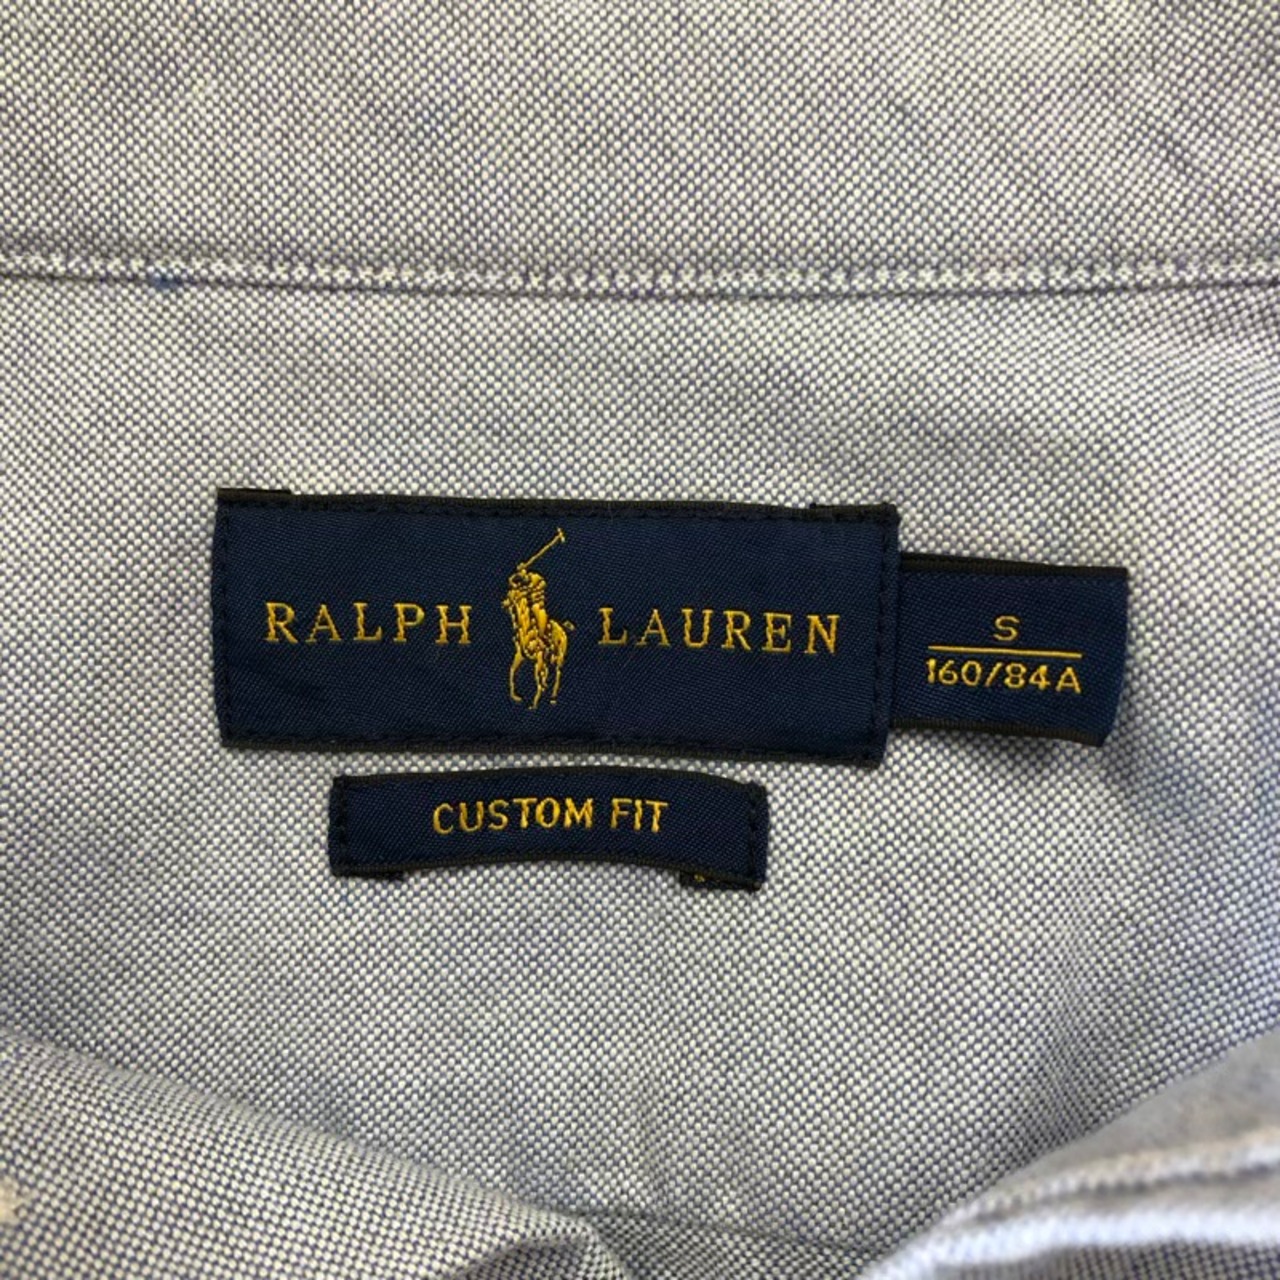 RALPH LAUREN
S
160/84A
CUSTOM FIT